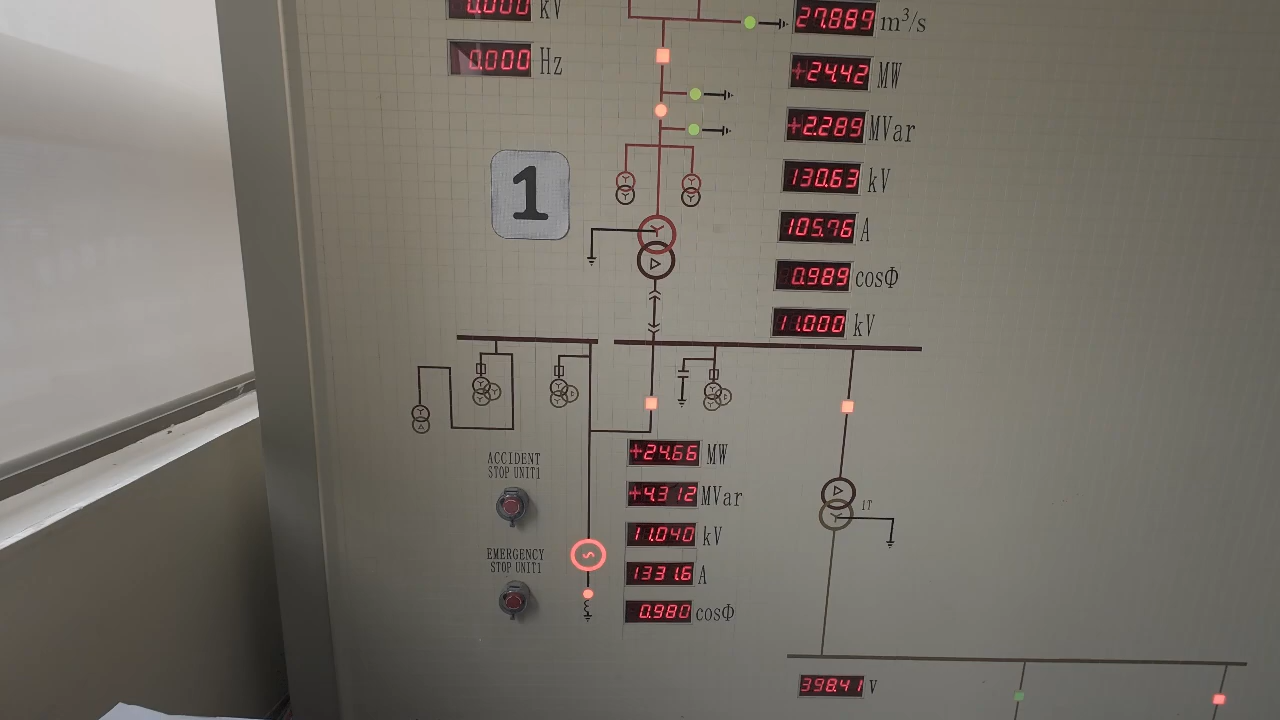 0.000 kV
0.000 Hz
27.889 m³/s
+24.42 MW
+2.289 MVar
130.63 kV
105.76 A
0.989 cosΦ
11.000 kV
1
ACCIDENT
STOP UNIT1
EMERGENCY
STOP UNIT1
+24.66 MW
+4.312 MVar
11.040 kV
1331.6 A
0.980 cosΦ
1T
398.41 V